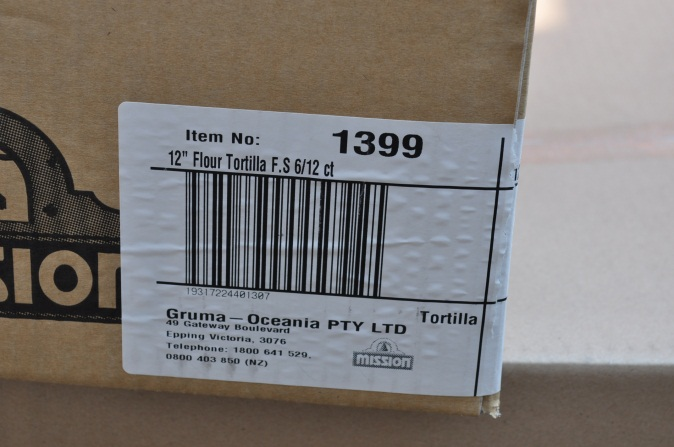 Item No: 1399
12" Flour Tortilla F.S 6/12 ct
19317224401307
Gruma - Oceania PTY LTD
Tortilla
49 Gateway Boulevard
Epping Victoria, 3076
Telephone: 1800 641 529,
0800 403 850 (NZ)
MISSION